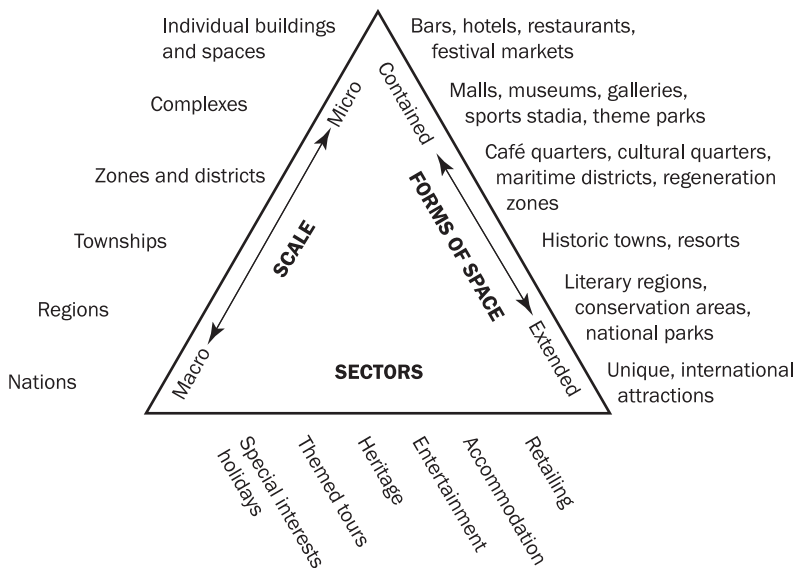 Individual buildings
and spaces
Bars, hotels, restaurants,
festival markets
Complexes
Micro
Contained
Malls, museums, galleries,
sports stadia, theme parks
Zones and districts
Café quarters, cultural quarters,
maritime districts, regeneration
zones
SCALE
FORMS OF SPACE
Townships
Historic towns, resorts
Regions
Literary regions,
conservation areas,
national parks
Nations
Macro
SECTORS
Extended
Unique, international
attractions
Special interests
holidays
Themed tours
Heritage
Entertainment
Accommodation
Retailing